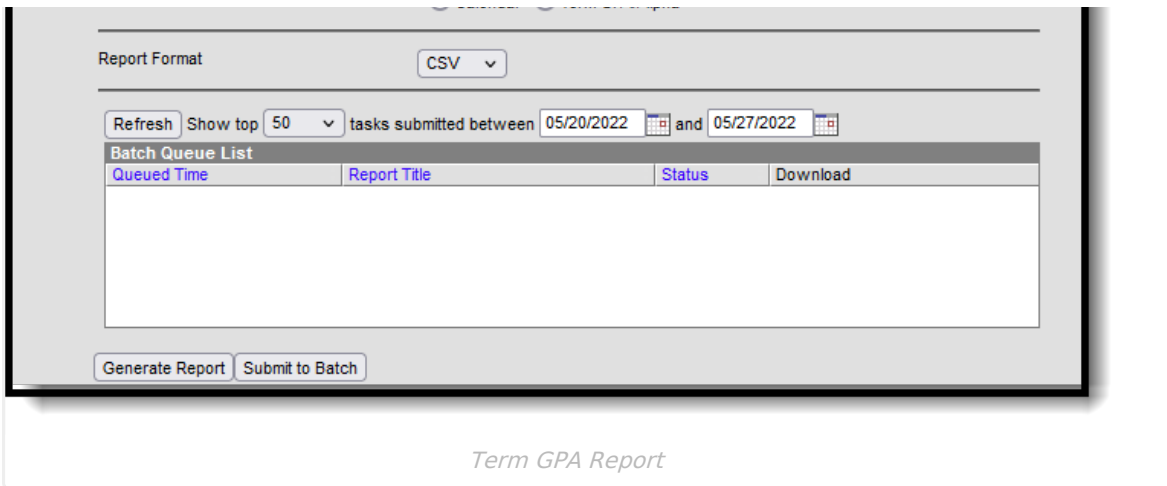 Report Format CSV
Refresh Show top 50 tasks submitted between 05/20/2022 and 05/27/2022
Batch Queue List
Queued Time Report Title Status Download
Generate Report Submit to Batch
Term GPA Report